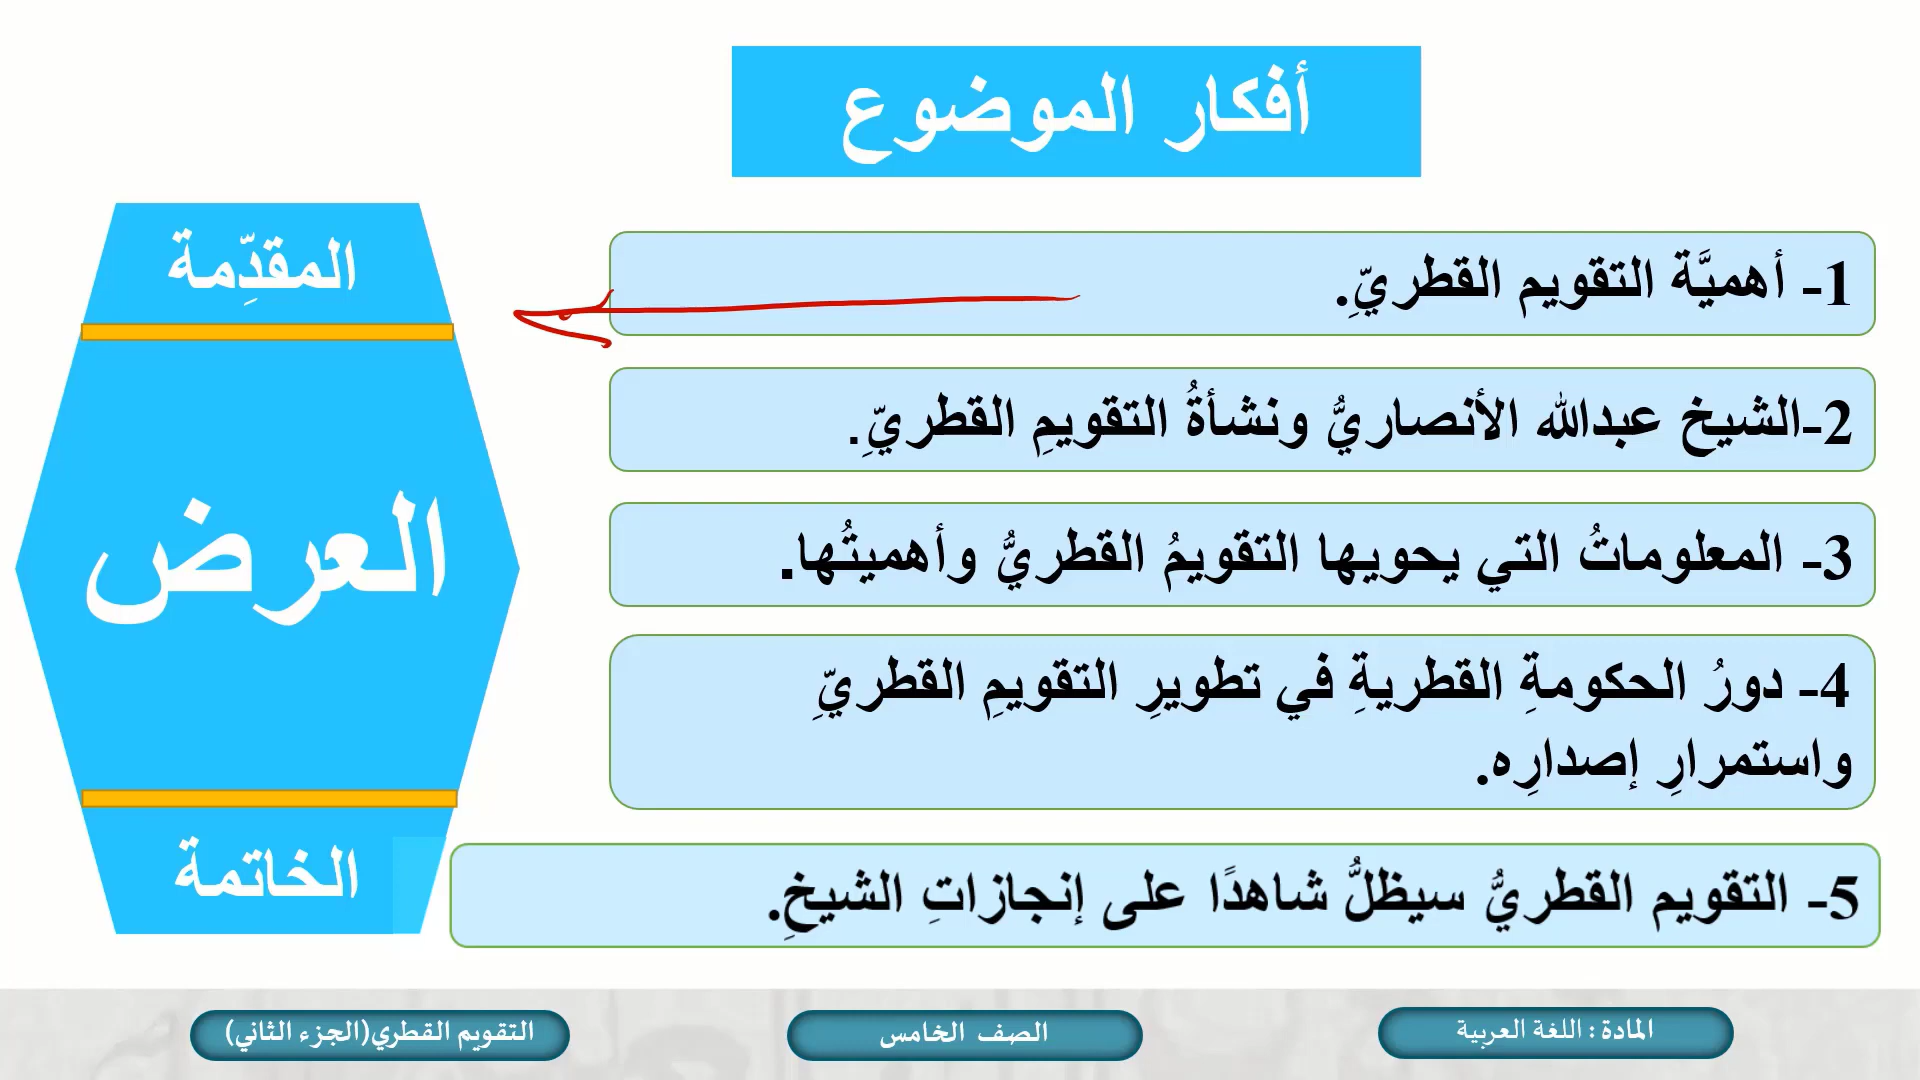 أفكار الموضوع
1- أهميَّة التقويم القطريِّ.
2-الشيخ عبدالله الأنصاريُّ ونشأةُ التقويمِ القطريِّ.
3- المعلوماتُ التي يحويها التقويمُ القطريُّ وأهميتُها.
4- دورُ الحكومةِ القطريةِ في تطويرِ التقويمِ القطريِّ
واستمرارِ إصدارِه.
5- التقويم القطريُّ سيظلُّ شاهدًا على إنجازاتِ الشيخِ.
المقدِّمة
العرض
الخاتمة
المادة : اللغة العربية
الصف الخامس
التقويم القطري(الجزء الثاني)